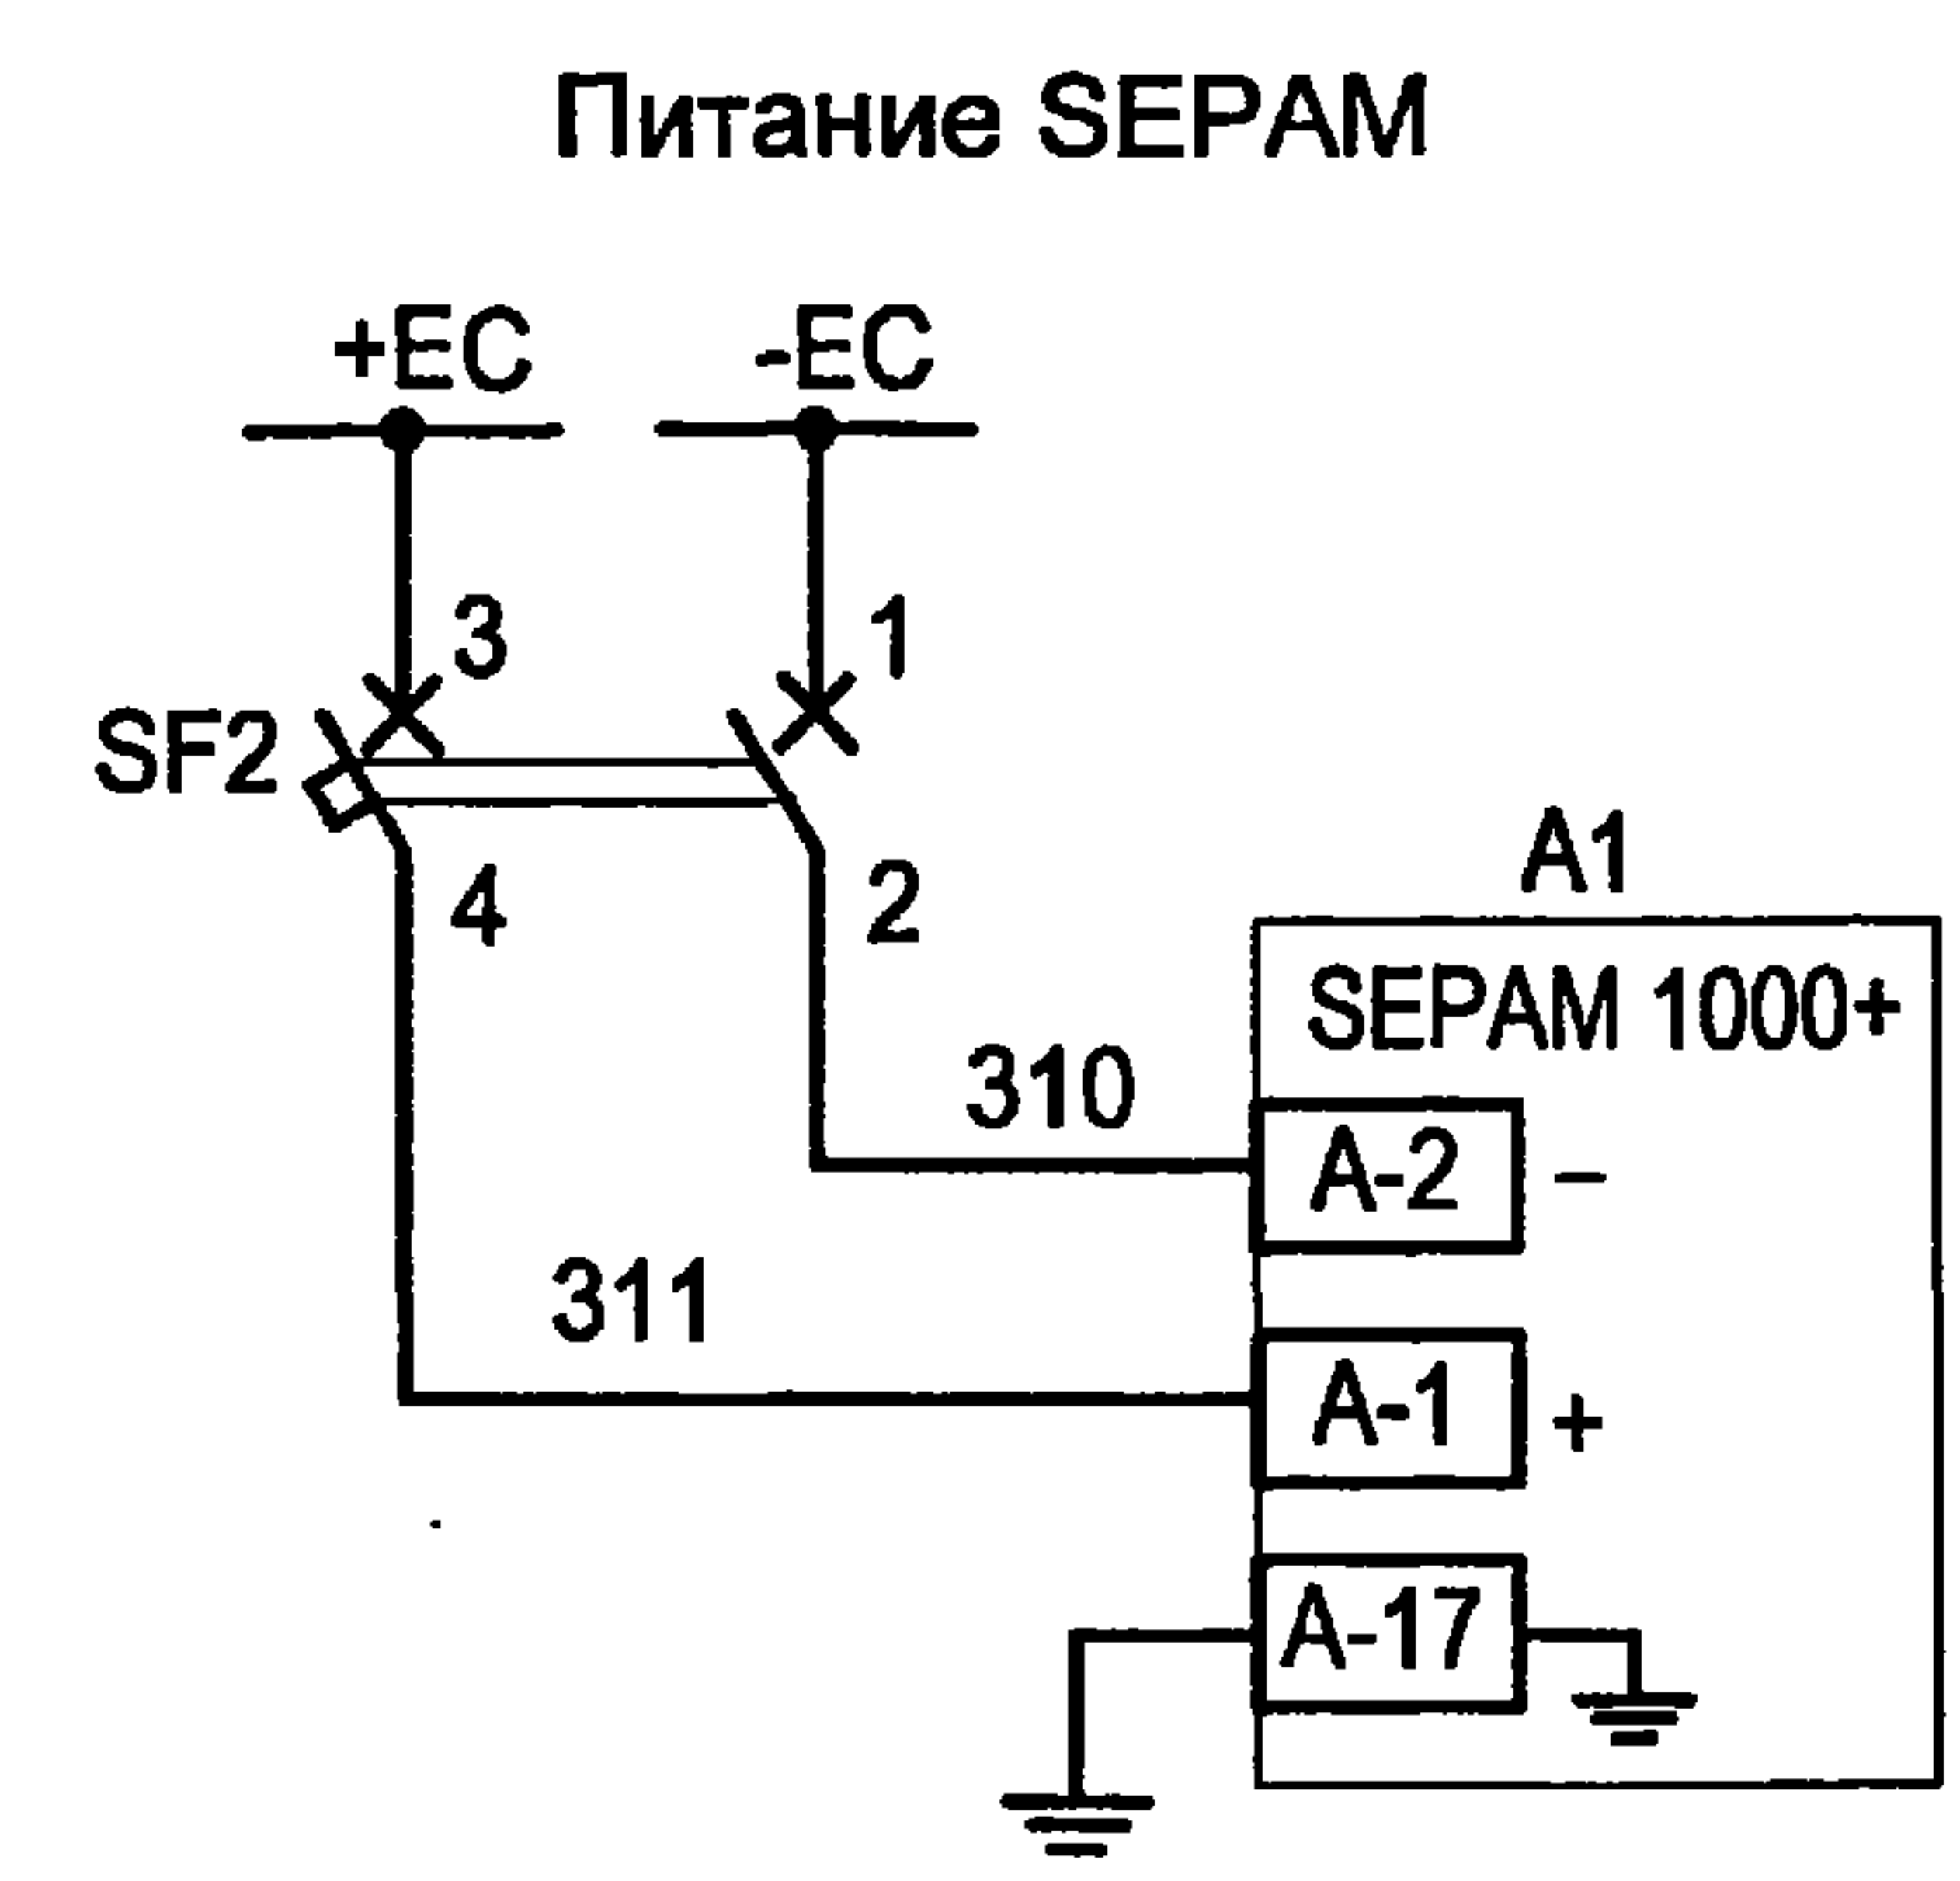 Питание SEPAM
+EC
-EC
3
1
SF2
4
2
A1
SEPAM 1000+
310
A-2
–
311
A-1
+
A-17